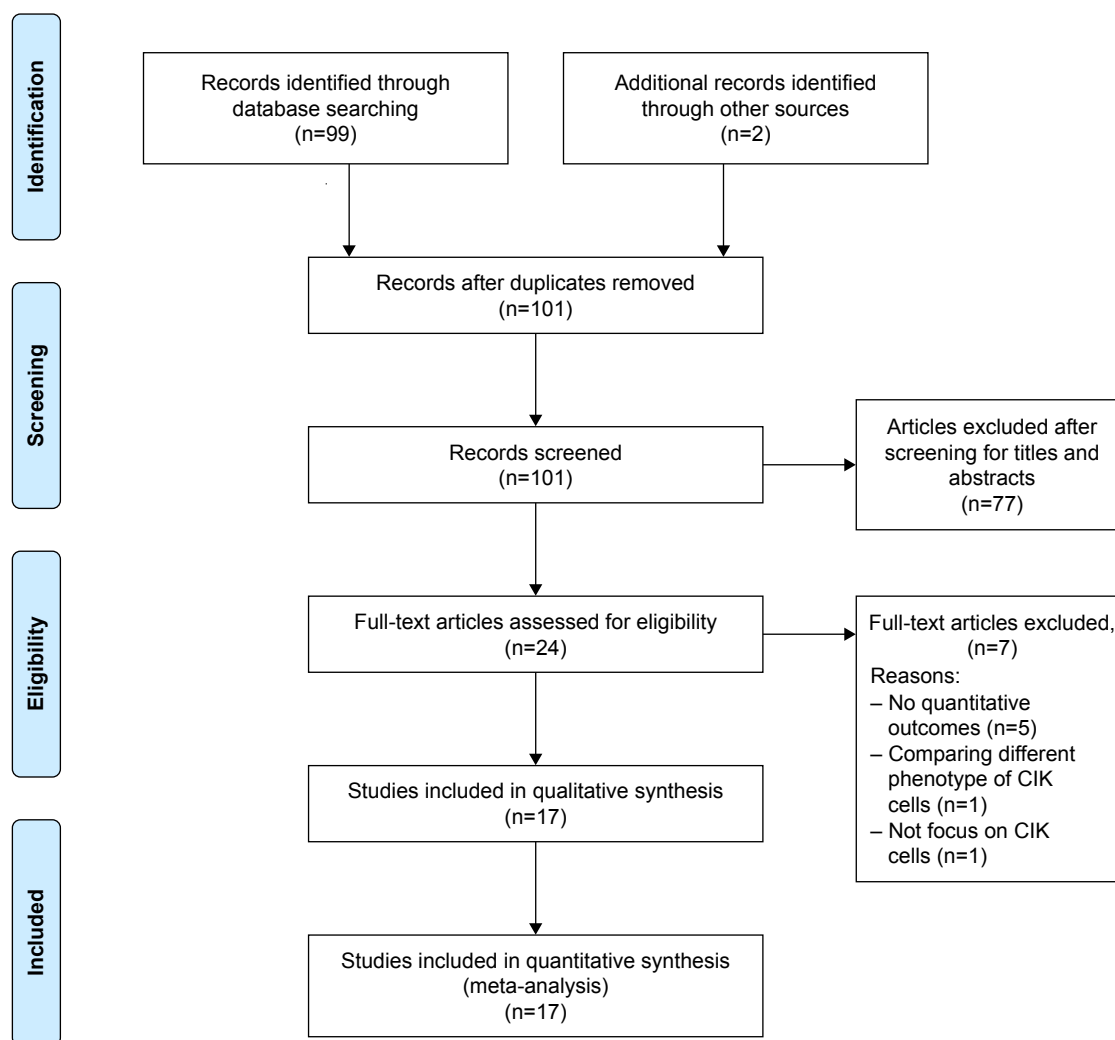 Identification
Records identified through
database searching
(n=99)
Additional records identified
through other sources
(n=2)
Screening
Records after duplicates removed
(n=101)
Records screened
(n=101)
Articles excluded after
screening for titles and
abstracts
(n=77)
Eligibility
Full-text articles assessed for eligibility
(n=24)
Full-text articles excluded,
(n=7)
Reasons:
– No quantitative
outcomes (n=5)
– Comparing different
phenotype of CIK
cells (n=1)
– Not focus on CIK
cells (n=1)
Studies included in qualitative synthesis
(n=17)
Included
Studies included in quantitative synthesis
(meta-analysis)
(n=17)